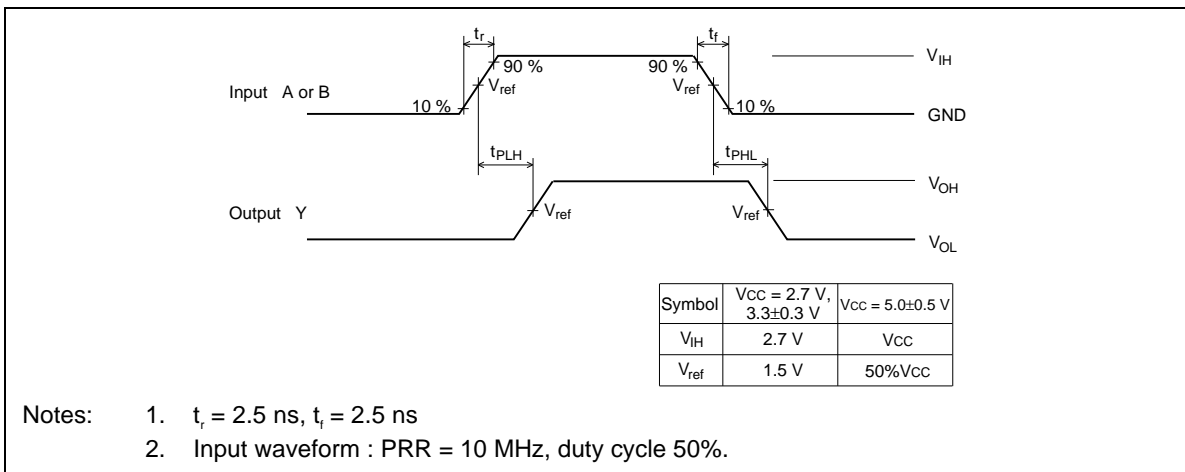 tr tf
90 % 90 % VIH
Input A or B Vref Vref
10 % 10 % GND
tPLH tPHL
VOH
Output Y Vref Vref
VOL
Symbol VCC = 2.7 V, 3.3±0.3 V VCC = 5.0±0.5 V
VIH 2.7 V VCC
Vref 1.5 V 50%VCC
Notes: 1. tr = 2.5 ns, tf = 2.5 ns
2. Input waveform : PRR = 10 MHz, duty cycle 50%.